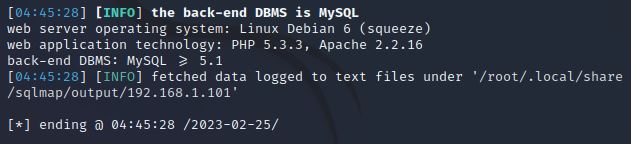 [04:45:28] [INFO] the back-end DBMS is MySQL
web server operating system: Linux Debian 6 (squeeze)
web application technology: PHP 5.3.3, Apache 2.2.16
back-end DBMS: MySQL ⩾ 5.1
[04:45:28] [INFO] fetched data logged to text files under '/root/.local/share
/sqlmap/output/192.168.1.101'
[*] ending @ 04:45:28 /2023-02-25/